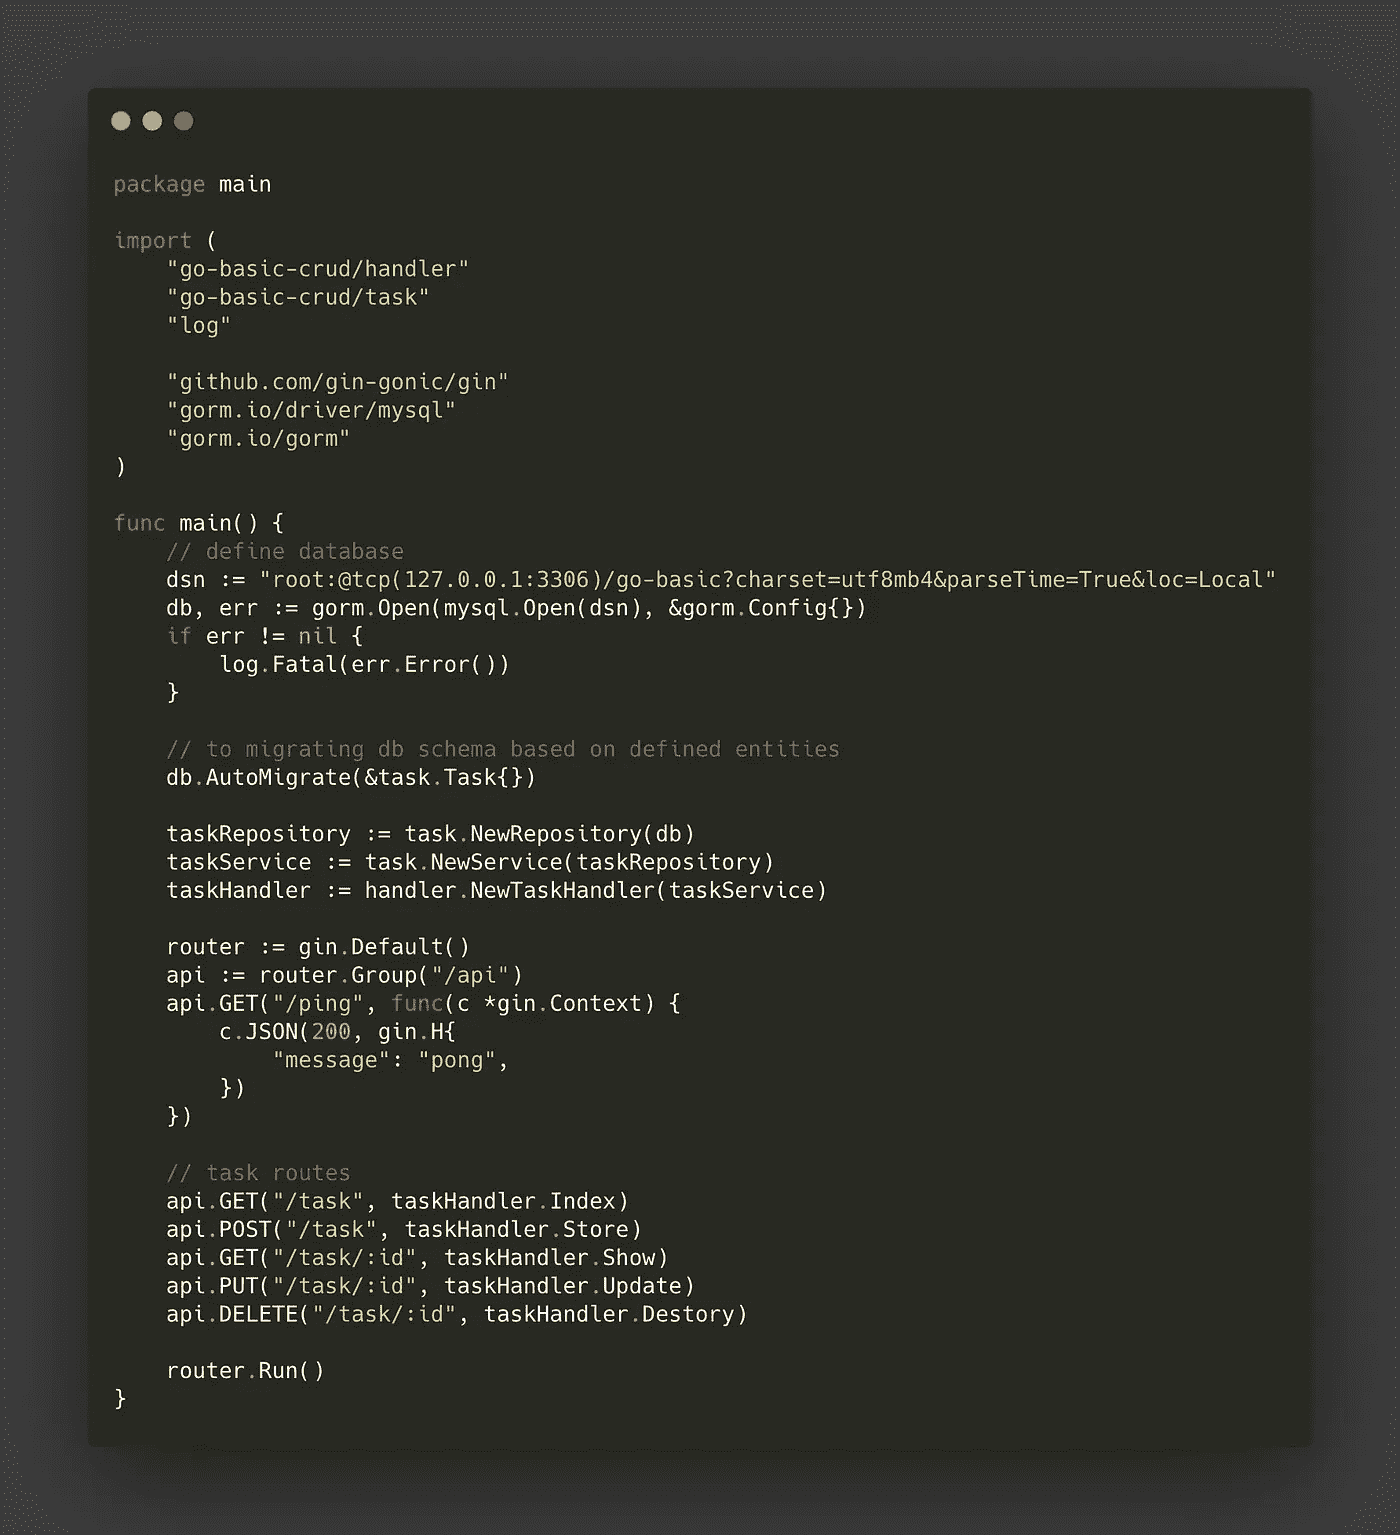 package main

import (
    "go-basic-crud/handler"
    "go-basic-crud/task"
    "log"

    "github.com/gin-gonic/gin"
    "gorm.io/driver/mysql"
    "gorm.io/gorm"
)

func main() {
    // define database
    dsn := "root:@tcp(127.0.0.1:3306)/go-basic?charset=utf8mb4&parseTime=True&loc=Local"
    db, err := gorm.Open(mysql.Open(dsn), &gorm.Config{})
    if err != nil {
        log.Fatal(err.Error())
    }

    // to migrating db schema based on defined entities
    db.AutoMigrate(&task.Task{})

    taskRepository := task.NewRepository(db)
    taskService := task.NewService(taskRepository)
    taskHandler := handler.NewTaskHandler(taskService)

    router := gin.Default()
    api := router.Group("/api")
    api.GET("/ping", func(c *gin.Context) {
        c.JSON(200, gin.H{
            "message": "pong",
        })
    })

    // task routes
    api.GET("/task", taskHandler.Index)
    api.POST("/task", taskHandler.Store)
    api.GET("/task/:id", taskHandler.Show)
    api.PUT("/task/:id", taskHandler.Update)
    api.DELETE("/task/:id", taskHandler.Destory)

    router.Run()
}